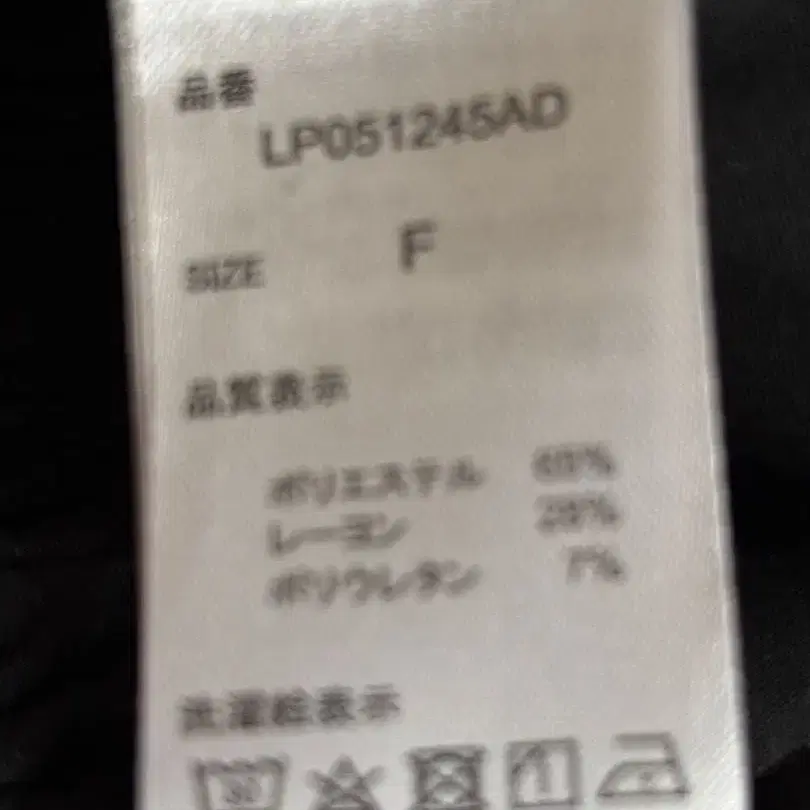 品番
LP051245AD
SIZE F
品質表示
ポリエステル
レーヨン
ポリウレタン 7%
洗濯絵表示